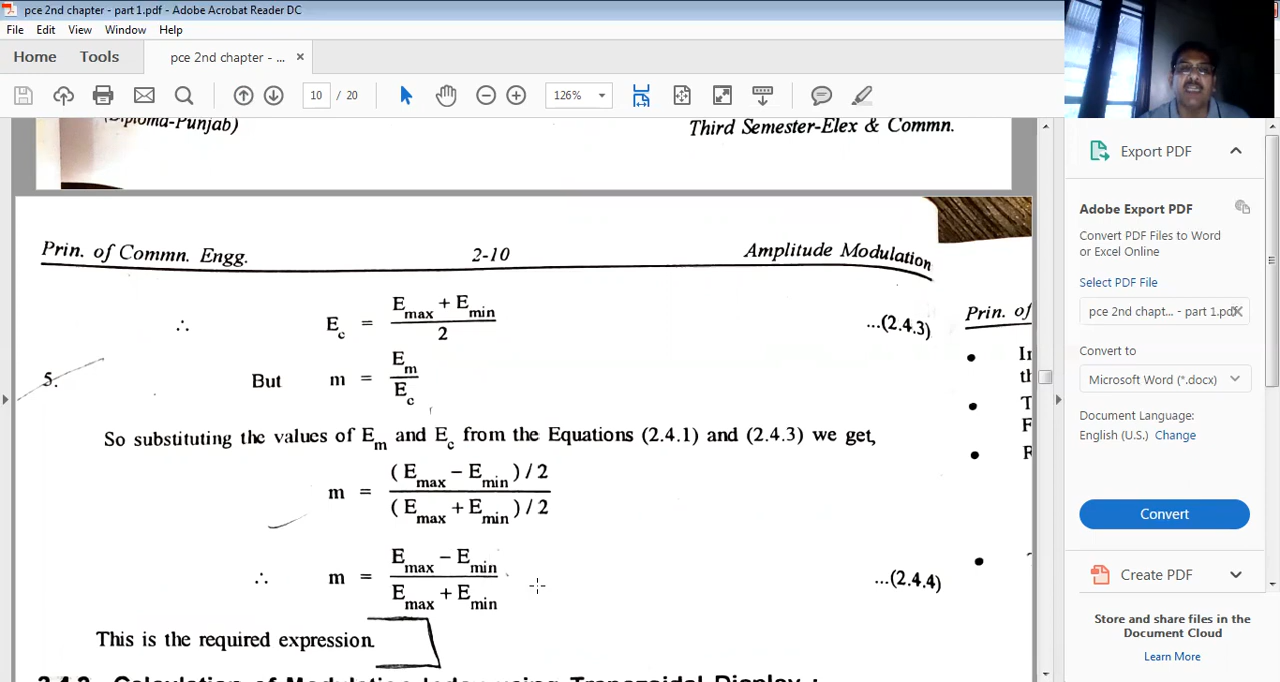 pce 2nd chapter - part 1.pdf - Adobe Acrobat Reader DC
File Edit View Window Help
Home Tools pce 2nd chapter - ... ×
10 / 20 126%
(Diploma-Punjab) Third Semester-Elex & Commn.
Prin. of Commn. Engg. 2-10 Amplitude Modulation
∴ E_c = (E_max + E_min) / 2 ...(2.4.3)
5. But m = E_m / E_c
So substituting the values of E_m and E_c from the Equations (2.4.1) and (2.4.3) we get,
m = (E_max − E_min) / 2 / (E_max + E_min) / 2
∴ m = (E_max − E_min) / (E_max + E_min) ...(2.4.4)
This is the required expression.
2.4.2 Calculation of Modulation Index using Trapezoidal Display :
Prin. of
Export PDF
Adobe Export PDF
Convert PDF Files to Word
or Excel Online
Select PDF File
pce 2nd chapt... - part 1.pdf ×
Convert to
Microsoft Word (*.docx)
Document Language:
English (U.S.) Change
Convert
Create PDF
Store and share files in the
Document Cloud
Learn More